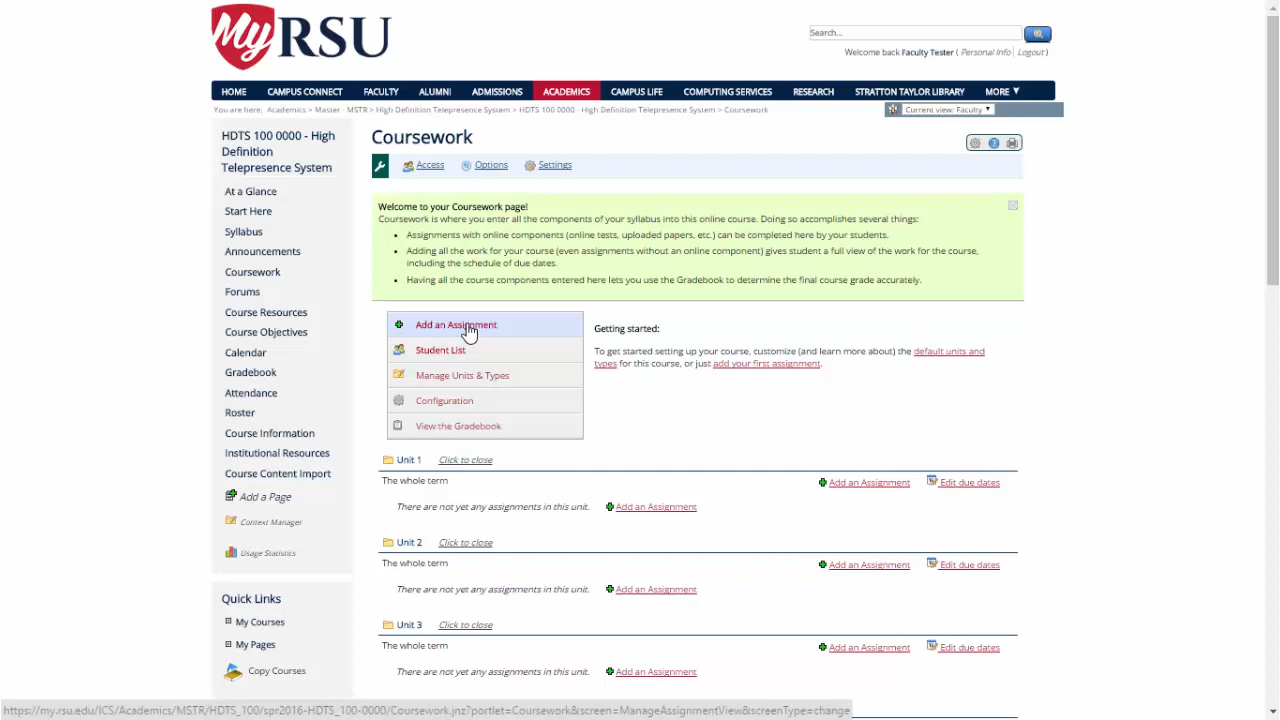 My RSU
Search...
Welcome back Faculty Tester ( Personal Info | Logout )
HOME CAMPUS CONNECT FACULTY ALUMNI ADMISSIONS ACADEMICS CAMPUS LIFE COMPUTING SERVICES RESEARCH STRATTON TAYLOR LIBRARY MORE
You are here: Academics > Master - MSTR > High Definition Telepresence System > HDTS 100 0000 - High Definition Telepresence System > Coursework
Current view: Faculty
HDTS 100 0000 - High
Definition
Telepresence System
At a Glance
Start Here
Syllabus
Announcements
Coursework
Forums
Course Resources
Course Objectives
Calendar
Gradebook
Attendance
Roster
Course Information
Institutional Resources
Course Content Import
Add a Page
Context Manager
Usage Statistics
Quick Links
My Courses
My Pages
Copy Courses
Coursework
Access Options Settings
Welcome to your Coursework page!
Coursework is where you enter all the components of your syllabus into this online course. Doing so accomplishes several things:
• Assignments with online components (online tests, uploaded papers, etc.) can be completed here by your students.
• Adding all the work for your course (even assignments without an online component) gives student a full view of the work for the course,
including the schedule of due dates.
• Having all the course components entered here lets you use the Gradebook to determine the final course grade accurately.
Add an Assignment
Student List
Manage Units & Types
Configuration
View the Gradebook
Getting started:
To get started setting up your course, customize (and learn more about) the default units and
types for this course, or just add your first assignment.
Unit 1 Click to close
The whole term Add an Assignment Edit due dates
There are not yet any assignments in this unit. Add an Assignment
Unit 2 Click to close
The whole term Add an Assignment Edit due dates
There are not yet any assignments in this unit. Add an Assignment
Unit 3 Click to close
The whole term Add an Assignment Edit due dates
There are not yet any assignments in this unit. Add an Assignment
https://my.rsu.edu/ICS/Academics/MSTR/HDTS_100/spr2016-HDTS_100-0000/Coursework.jnz?portlet=Coursework&screen=ManageAssignmentView&screenType=change